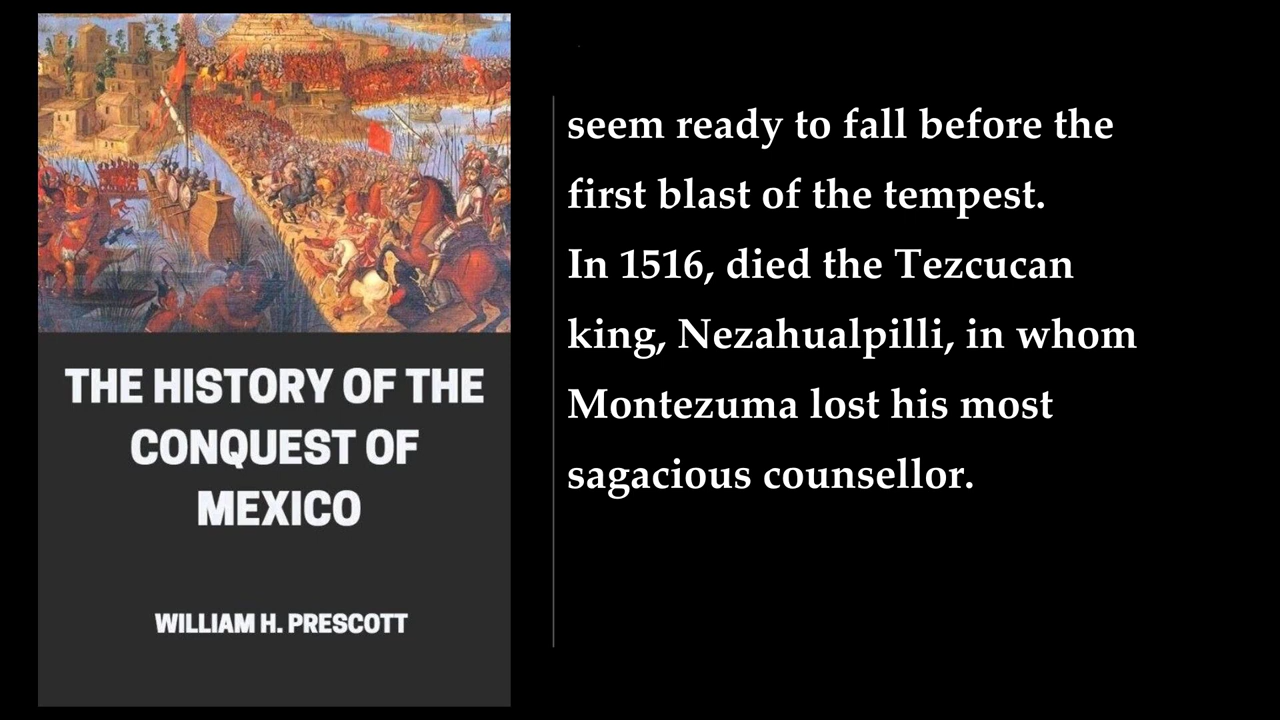 THE HISTORY OF THE
CONQUEST OF
MEXICO
WILLIAM H. PRESCOTT
seem ready to fall before the
first blast of the tempest.
In 1516, died the Tezcucan
king, Nezahualpilli, in whom
Montezuma lost his most
sagacious counsellor.